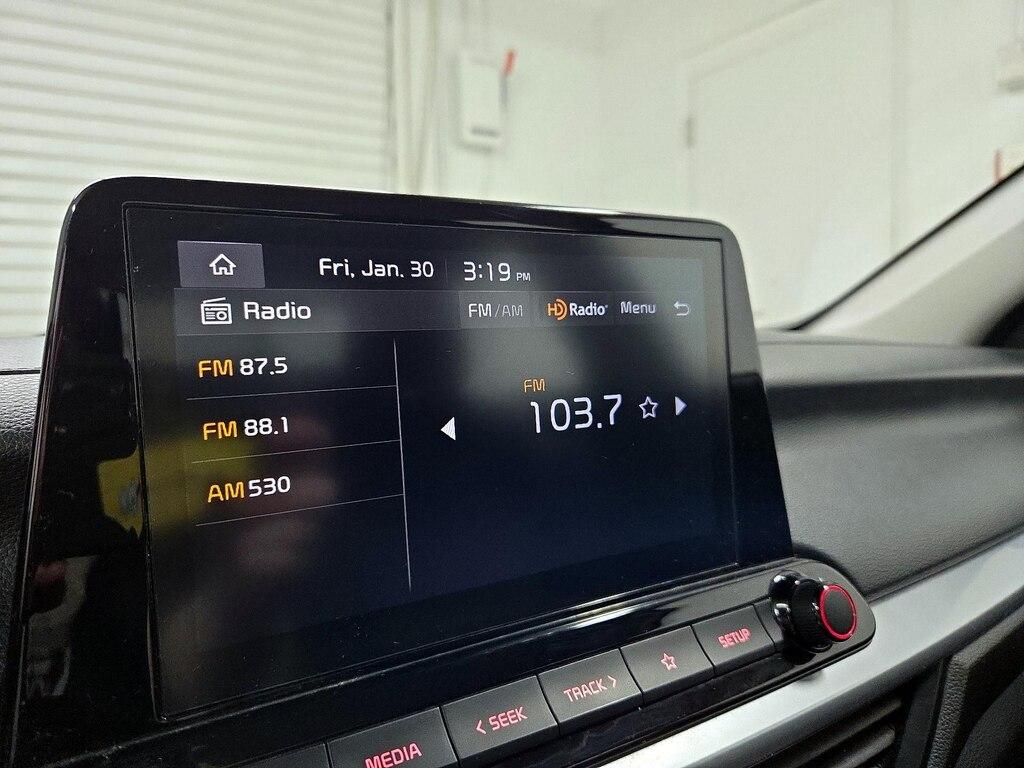 Fri, Jan. 30 3:19 PM
Radio FM/AM HD Radio® Menu
FM 87.5
FM 88.1
AM 530
FM
103.7
MEDIA < SEEK TRACK > SETUP